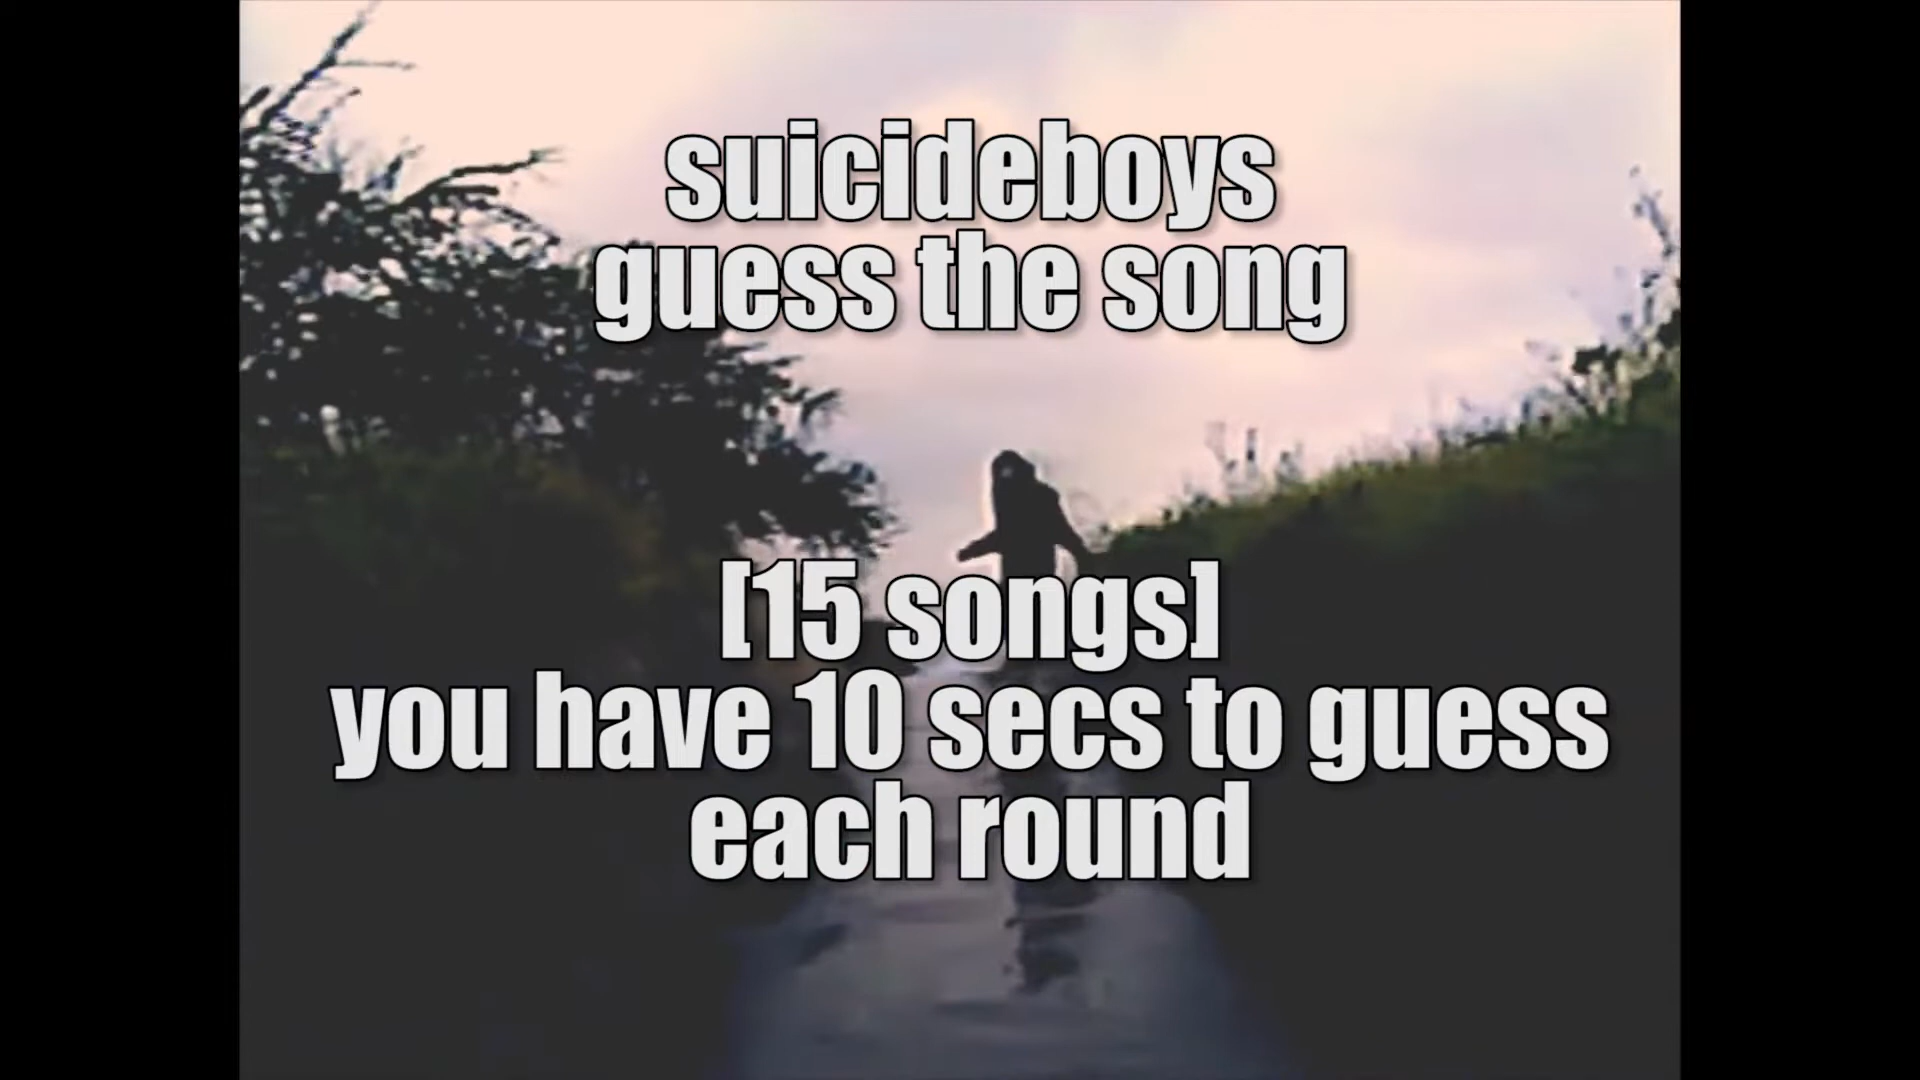 suicideboys
guess the song
[15 songs]
you have 10 secs to guess
each round